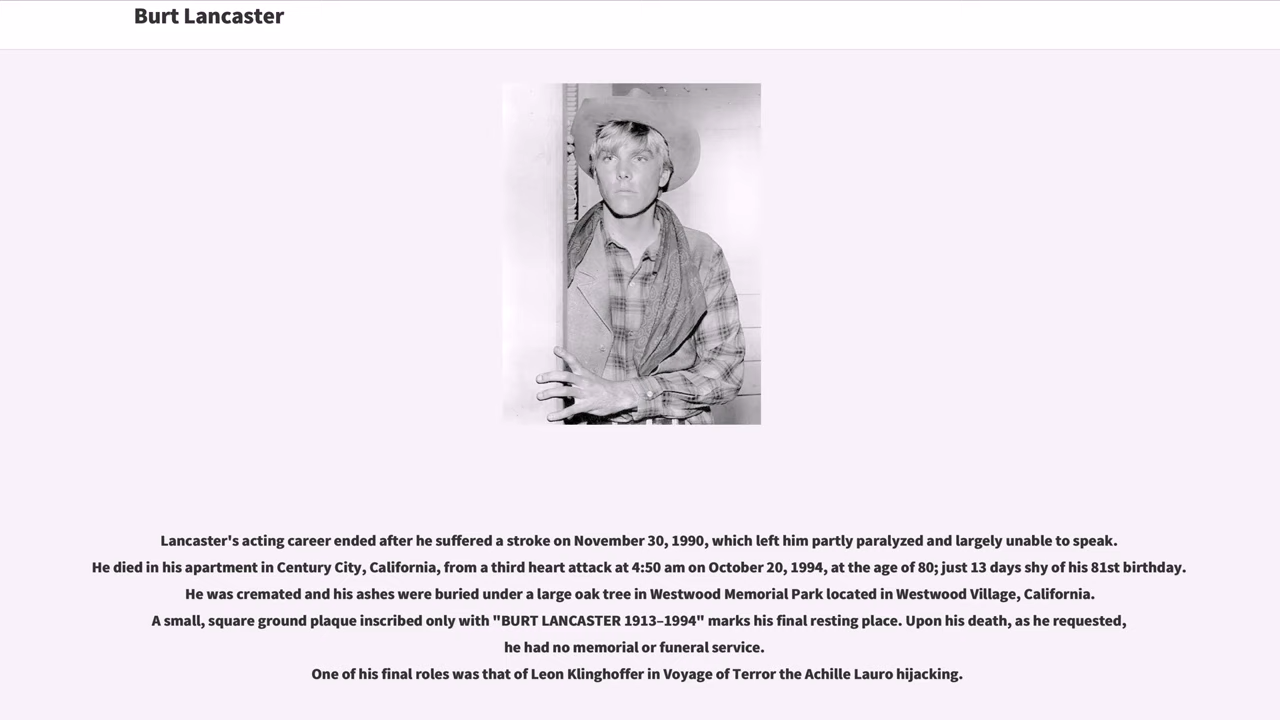 Burt Lancaster
Lancaster's acting career ended after he suffered a stroke on November 30, 1990, which left him partly paralyzed and largely unable to speak.
He died in his apartment in Century City, California, from a third heart attack at 4:50 am on October 20, 1994, at the age of 80; just 13 days shy of his 81st birthday.
He was cremated and his ashes were buried under a large oak tree in Westwood Memorial Park located in Westwood Village, California.
A small, square ground plaque inscribed only with "BURT LANCASTER 1913–1994" marks his final resting place. Upon his death, as he requested,
he had no memorial or funeral service.
One of his final roles was that of Leon Klinghoffer in Voyage of Terror the Achille Lauro hijacking.